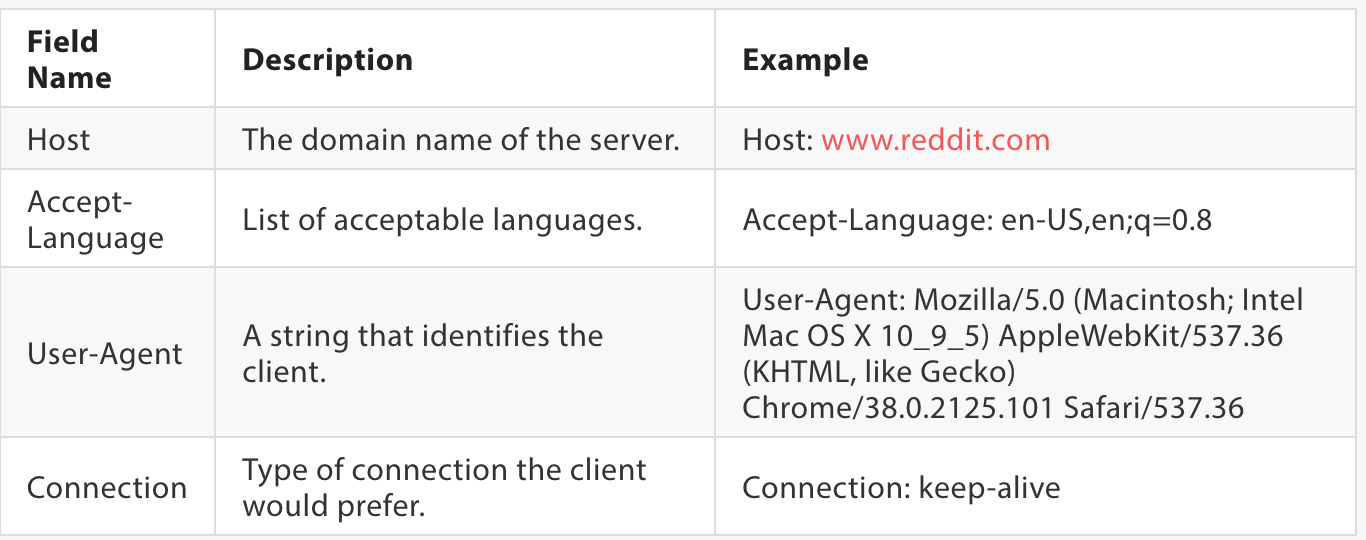 Field
Name
Description
Example
Host
The domain name of the server.
Host: www.reddit.com
Accept-
Language
List of acceptable languages.
Accept-Language: en-US,en;q=0.8
User-Agent
A string that identifies the
client.
User-Agent: Mozilla/5.0 (Macintosh; Intel
Mac OS X 10_9_5) AppleWebKit/537.36
(KHTML, like Gecko)
Chrome/38.0.2125.101 Safari/537.36
Connection
Type of connection the client
would prefer.
Connection: keep-alive